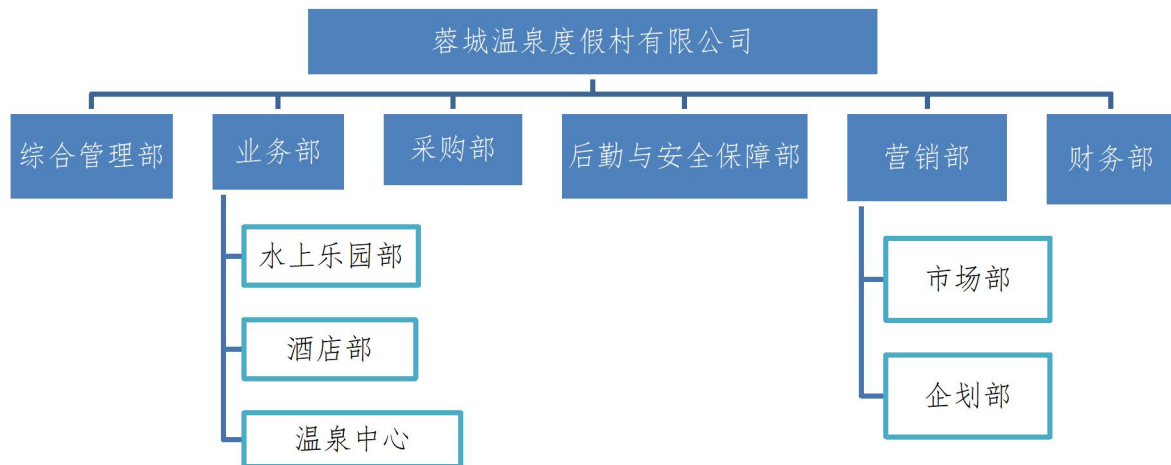 蓉城温泉度假村有限公司
综合管理部
业务部
采购部
后勤与安全保障部
营销部
财务部
水上乐园部
酒店部
温泉中心
市场部
企划部